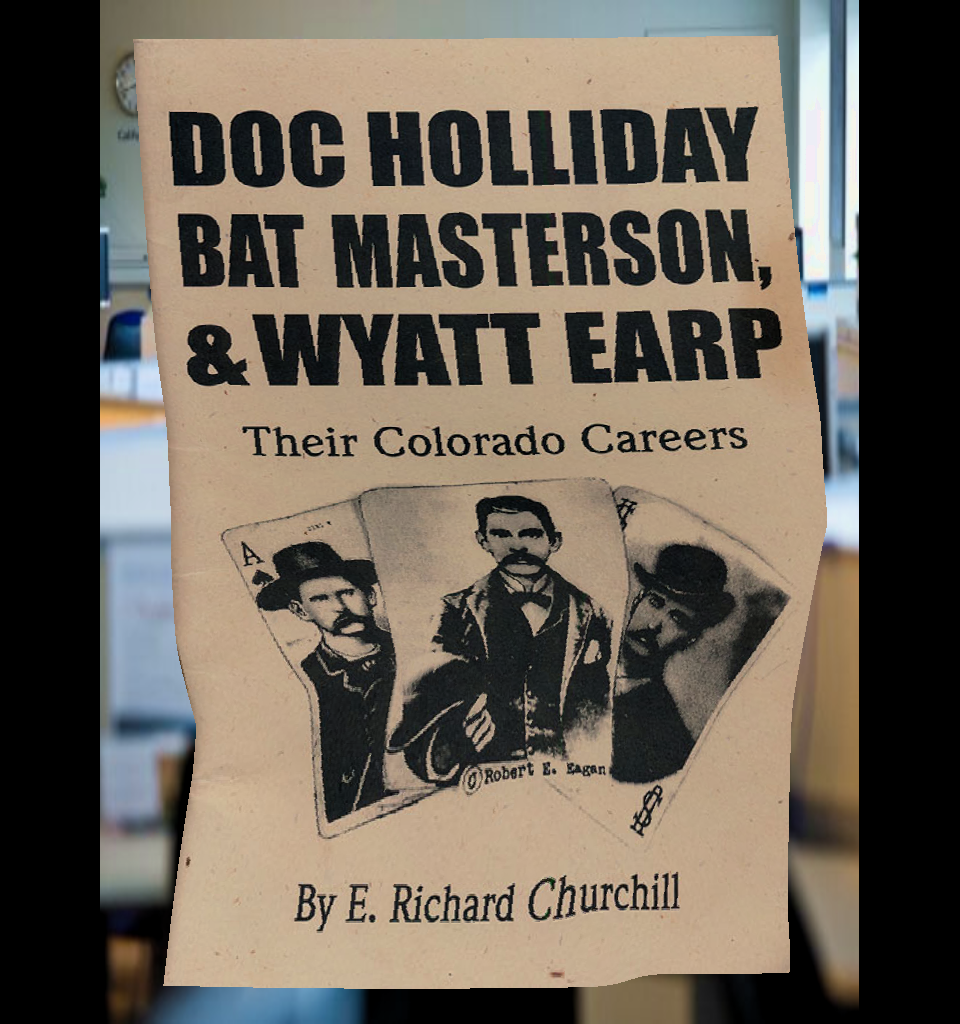 DOC HOLLIDAY
BAT MASTERSON,
& WYATT EARP
Their Colorado Careers
A
©Robert E. Eagan
By E. Richard Churchill